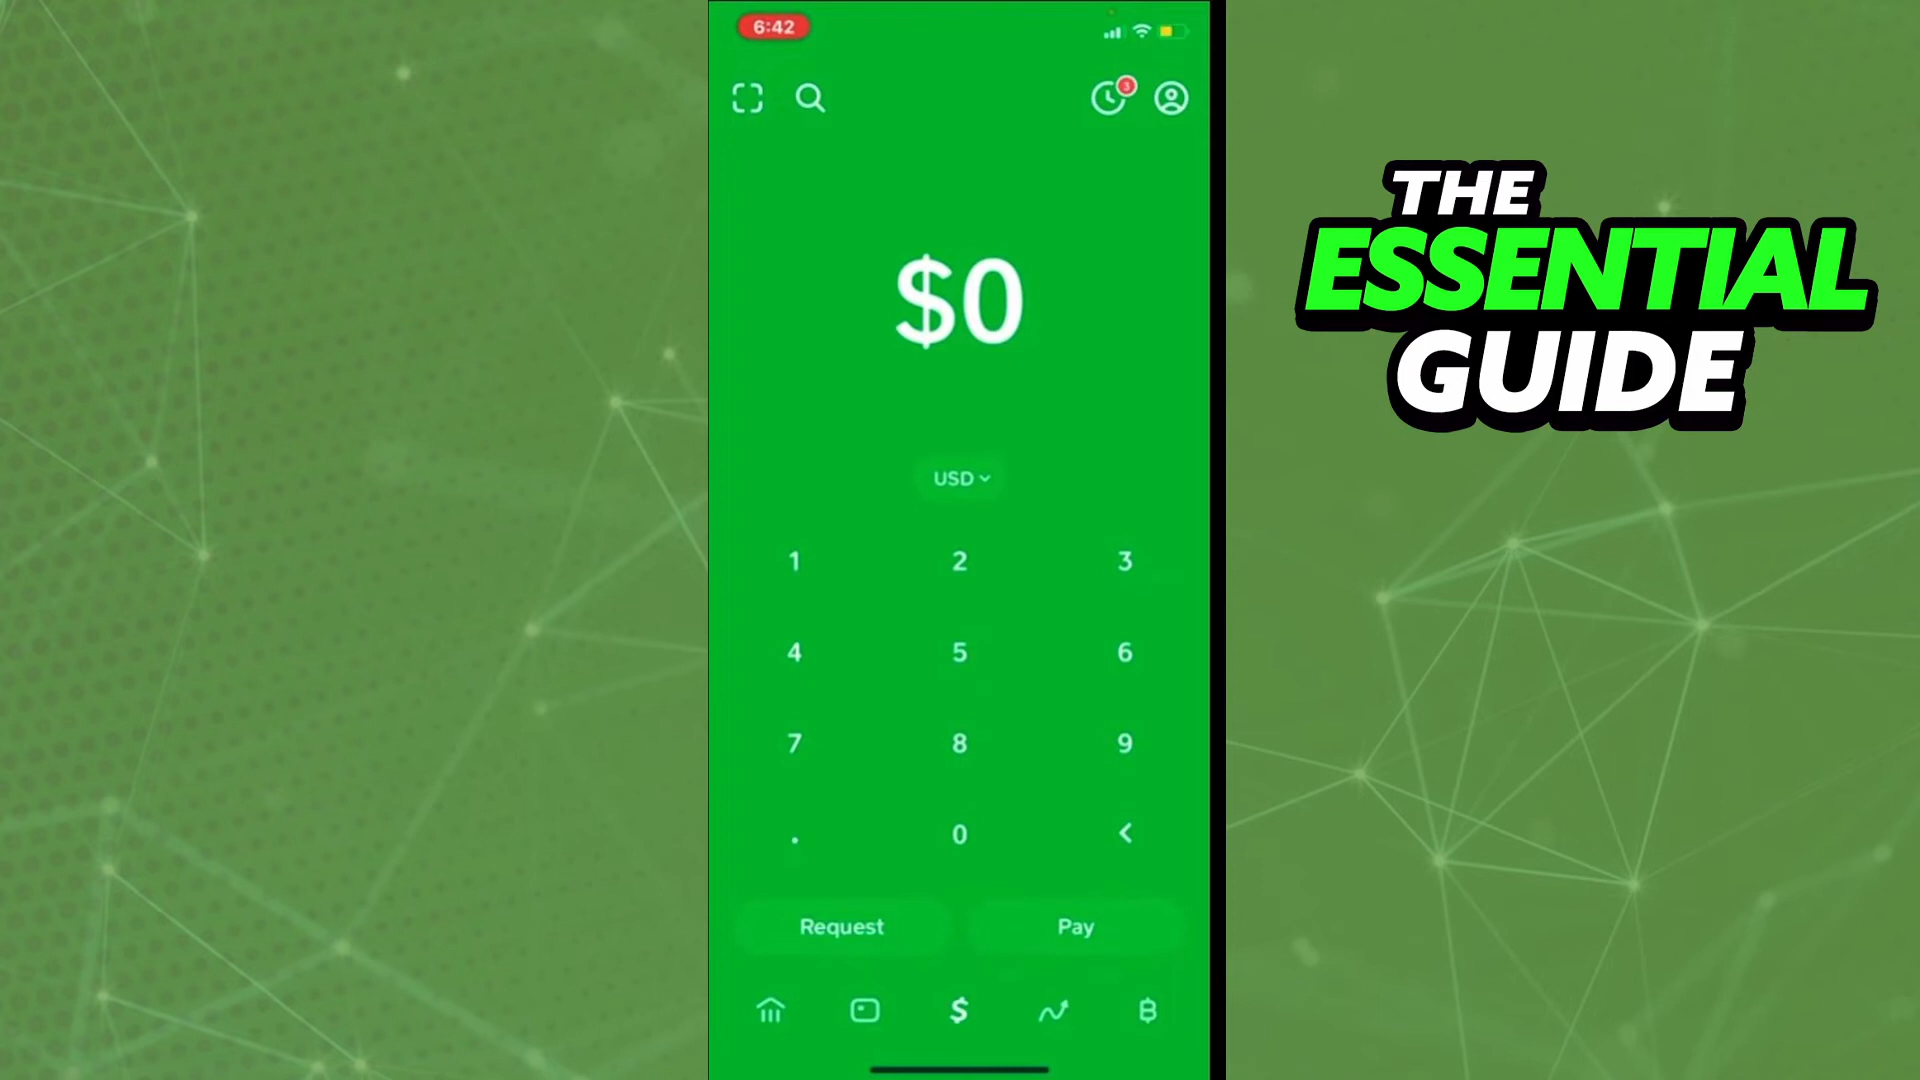 6:42
3
$0
USD
1 2 3
4 5 6
7 8 9
. 0 <
Request Pay
$
THE
ESSENTIAL
GUIDE